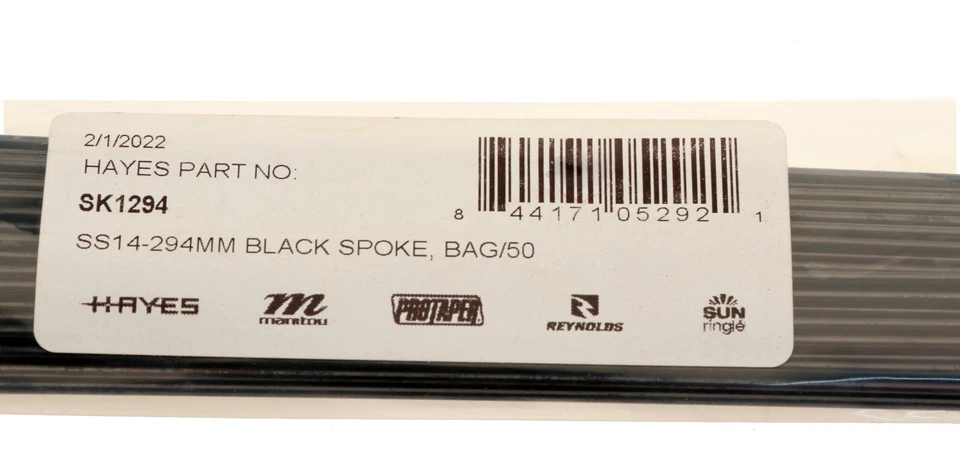 2/1/2022
HAYES PART NO:
SK1294
SS14-294MM BLACK SPOKE, BAG/50
8 44171 05292 1
HAYES
m manitou
PROTAPER
REYNOLDS
SUN ringlé